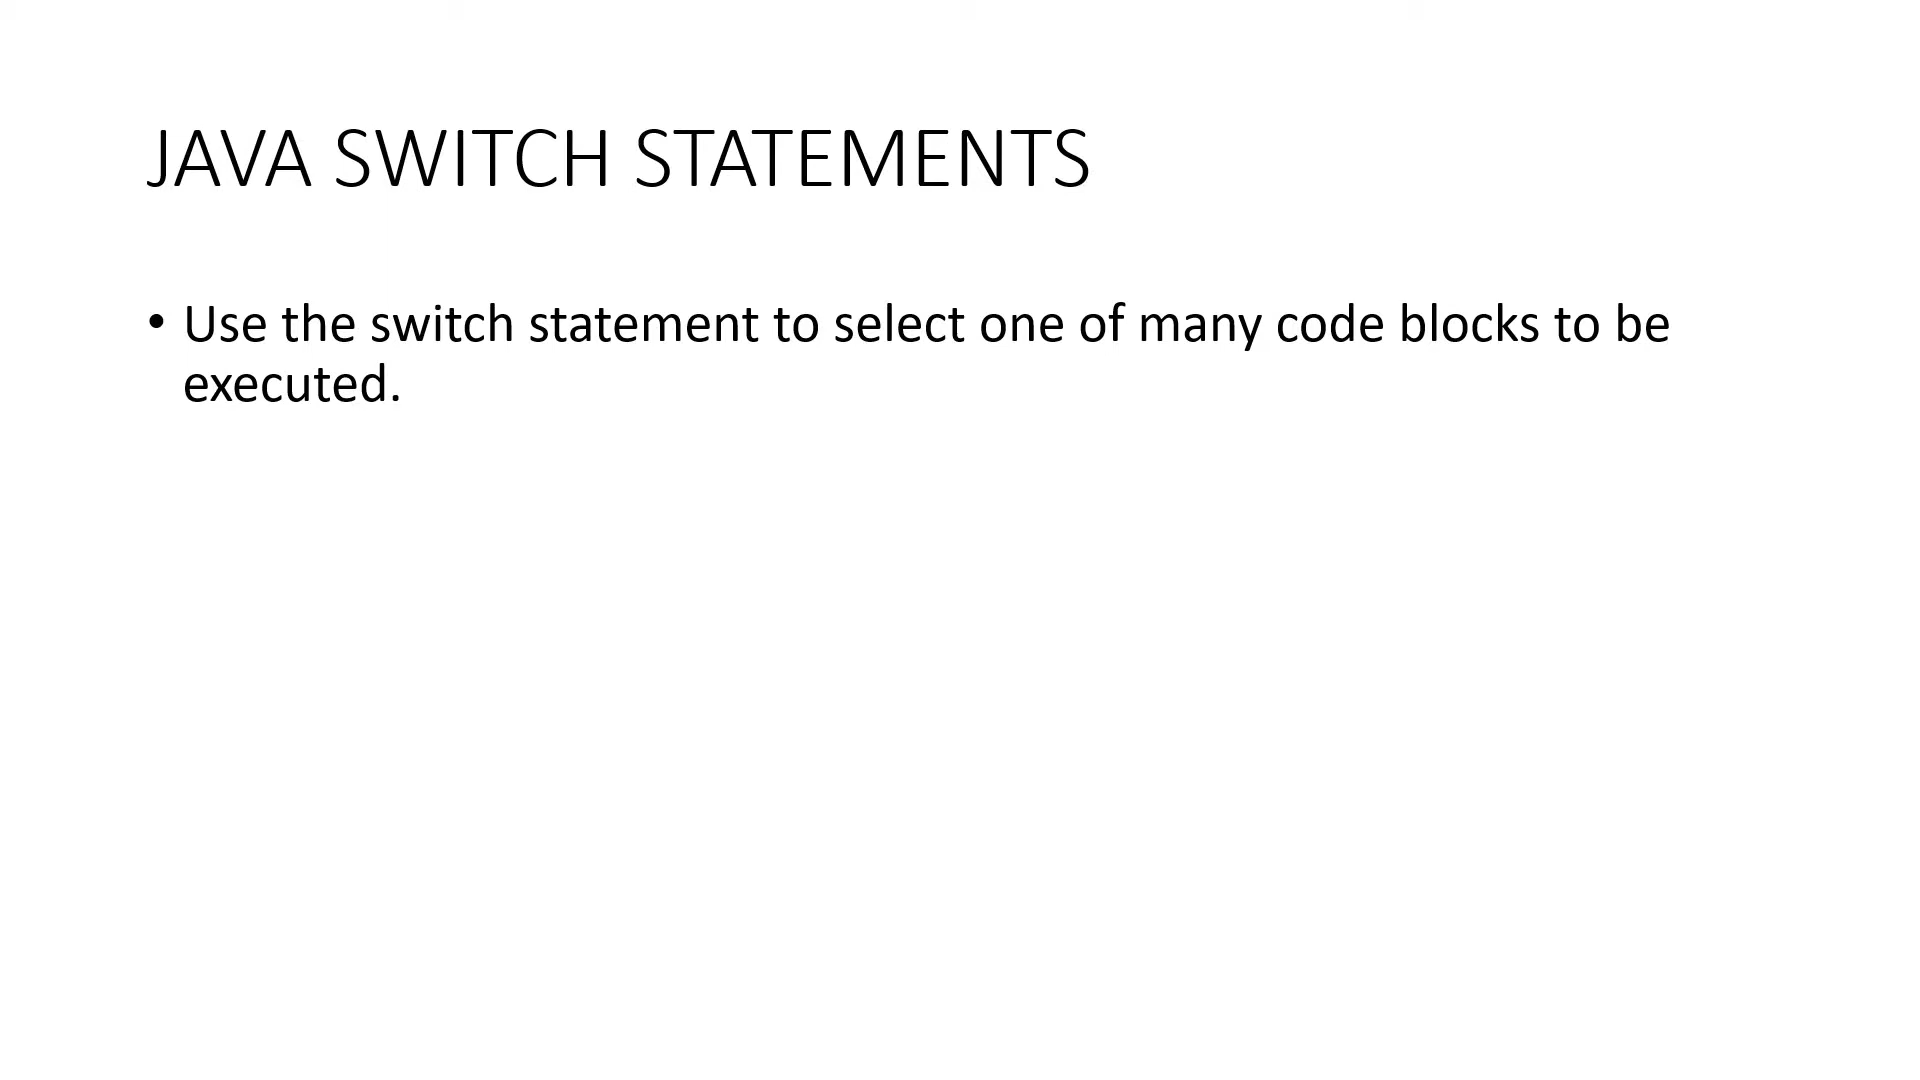 JAVA SWITCH STATEMENTS
• Use the switch statement to select one of many code blocks to be
executed.